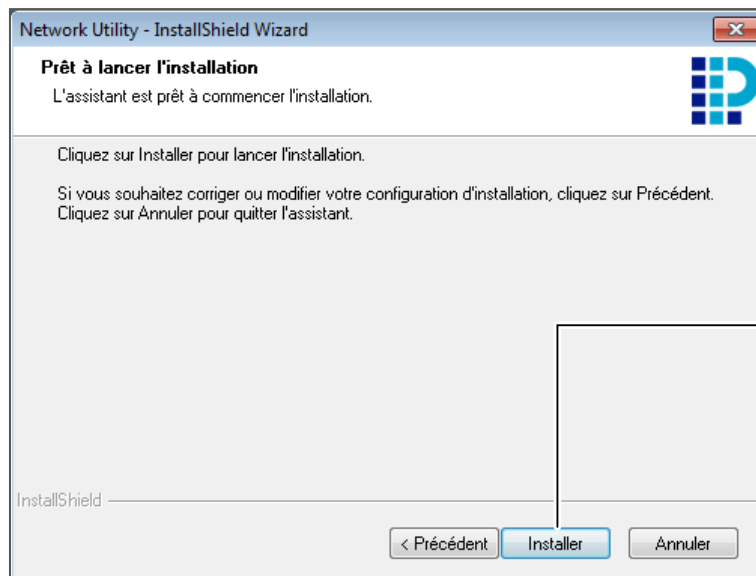 Network Utility - InstallShield Wizard
Prêt à lancer l'installation
L'assistant est prêt à commencer l'installation.
Cliquez sur Installer pour lancer l'installation.
Si vous souhaitez corriger ou modifier votre configuration d'installation, cliquez sur Précédent.
Cliquez sur Annuler pour quitter l'assistant.
InstallShield
< Précédent Installer Annuler